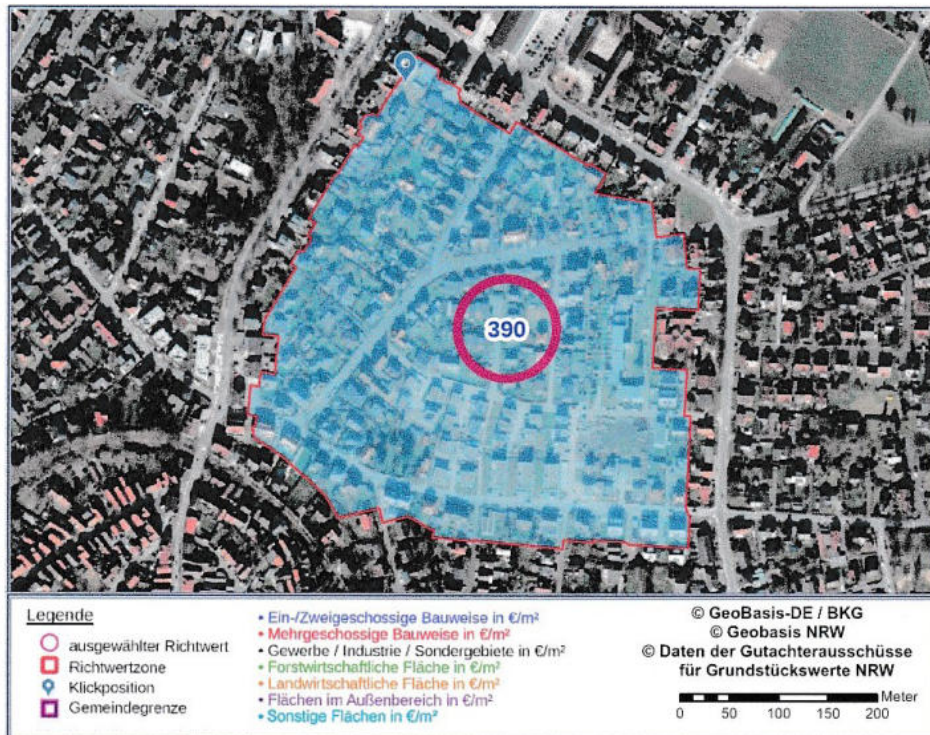 390
Legende
ausgewählter Richtwert
Richtwertzone
Klickposition
Gemeindegrenze
• Ein-/Zweigeschossige Bauweise in €/m²
• Mehrgeschossige Bauweise in €/m²
• Gewerbe / Industrie / Sondergebiete in €/m²
• Forstwirtschaftliche Fläche in €/m²
• Landwirtschaftliche Fläche in €/m²
• Flächen im Außenbereich in €/m²
• Sonstige Flächen in €/m²
© GeoBasis-DE / BKG
© Geobasis NRW
© Daten der Gutachterausschüsse
für Grundstückswerte NRW
Meter
0 50 100 150 200